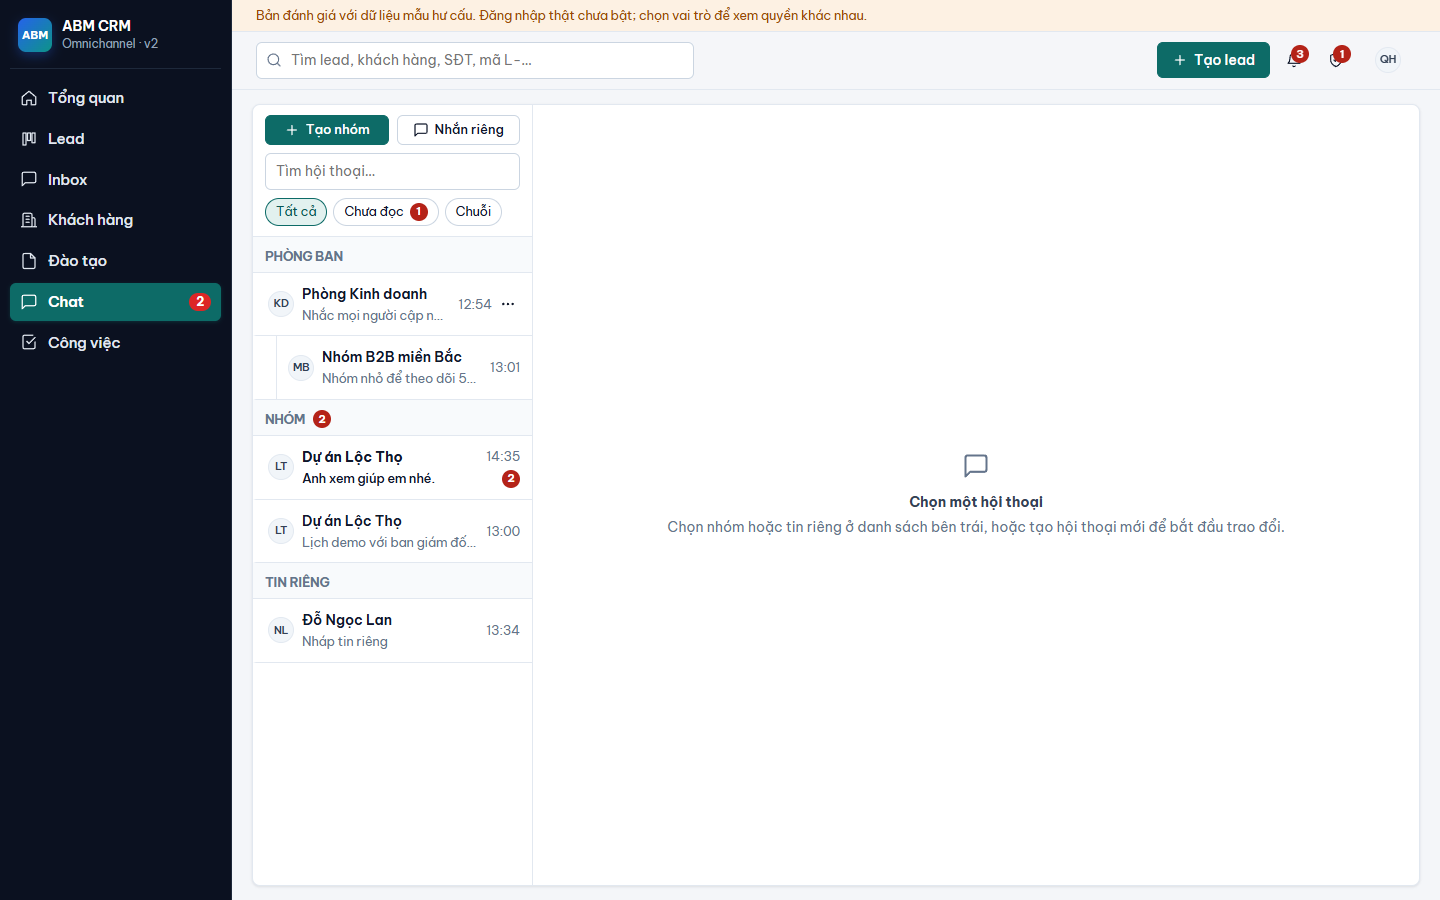 ABM
ABM CRM
Omnichannel · v2
Tổng quan
Lead
Inbox
Khách hàng
Đào tạo
Chat 2
Công việc
Bản đánh giá với dữ liệu mẫu hư cấu. Đăng nhập thật chưa bật; chọn vai trò để xem quyền khác nhau.
Tìm lead, khách hàng, SĐT, mã L-...
Tạo lead
3
1
QH
Tạo nhóm
Nhắn riêng
Tìm hội thoại...
Tất cả
Chưa đọc 1
Chuỗi
PHÒNG BAN
KD
Phòng Kinh doanh
Nhắc mọi người cập n...
12:54
MB
Nhóm B2B miền Bắc
Nhóm nhỏ để theo dõi 5...
13:01
NHÓM 2
LT
Dự án Lộc Thọ
Anh xem giúp em nhé.
14:35
2
LT
Dự án Lộc Thọ
Lịch demo với ban giám đố...
13:00
TIN RIÊNG
NL
Đỗ Ngọc Lan
Nháp tin riêng
13:34
Chọn một hội thoại
Chọn nhóm hoặc tin riêng ở danh sách bên trái, hoặc tạo hội thoại mới để bắt đầu trao đổi.